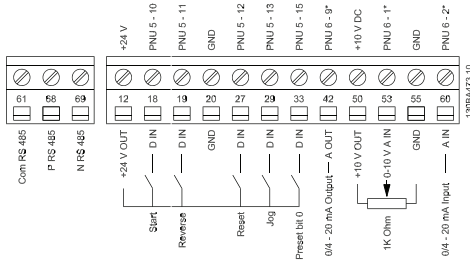 +24 V
PNU 5 - 10
PNU 5 - 11
GND
PNU 5 - 12
PNU 5 - 13
PNU 5 - 15
PNU 6 - 9*
+10 V DC
PNU 6 - 1*
GND
PNU 6 - 2*
61 68 69
12 18 19 20 27 29 33 42 50 53 55 60
Com RS 485
P RS 485
N RS 485
+24 V OUT
D IN
D IN
GND
D IN
D IN
D IN
0/4 - 20 mA Output
A OUT
+10 V OUT
0-10 V A IN
GND
0/4 - 20 mA Input
A IN
Start
Reverse
Reset
Jog
Preset bit 0
1K Ohm
130BA473.10